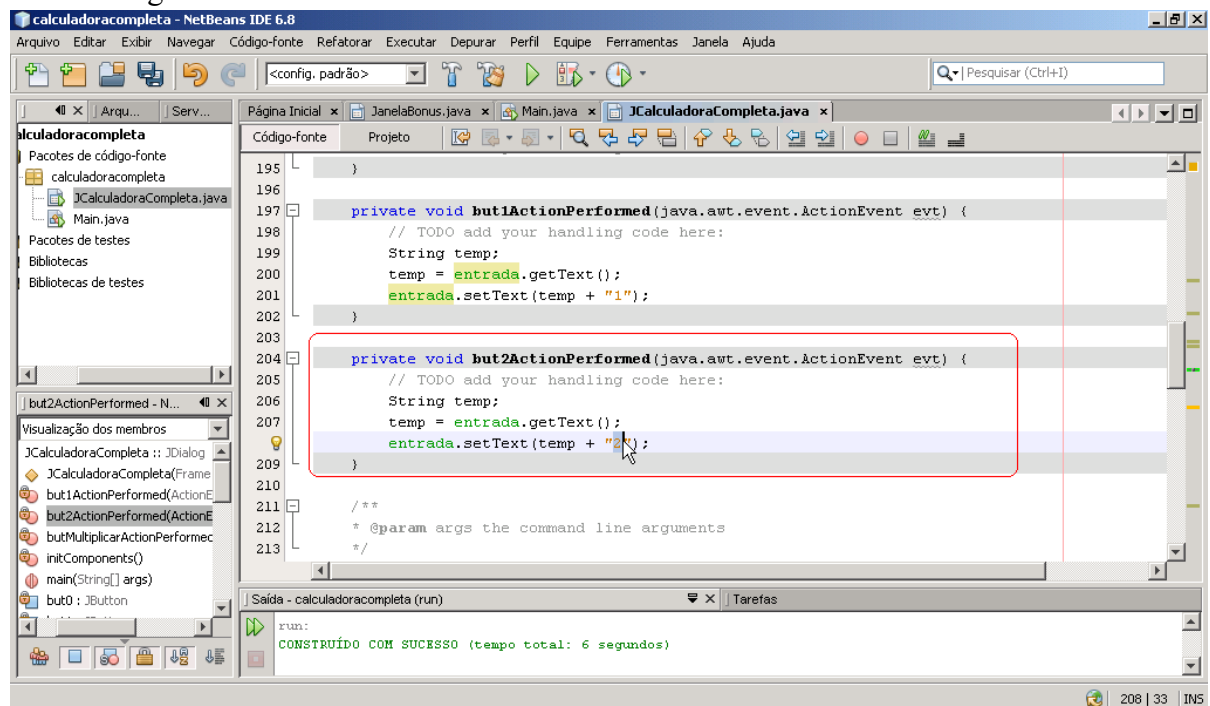 calculadoracompleta - NetBeans IDE 6.8
Arquivo Editar Exibir Navegar Código-fonte Refatorar Executar Depurar Perfil Equipe Ferramentas Janela Ajuda
<config. padrão>
Pesquisar (Ctrl+I)
Arqu... Serv...
Página Inicial JanelaBonus.java Main.java JCalculadoraCompleta.java
Código-fonte Projeto
alculadoracompleta
Pacotes de código-fonte
calculadoracompleta
JCalculadoraCompleta.java
Main.java
Pacotes de testes
Bibliotecas
Bibliotecas de testes
195 }
196
197 private void but1ActionPerformed(java.awt.event.ActionEvent evt) {
198 // TODO add your handling code here:
199 String temp;
200 temp = entrada.getText();
201 entrada.setText(temp + "1");
202 }
203
204 private void but2ActionPerformed(java.awt.event.ActionEvent evt) {
205 // TODO add your handling code here:
206 String temp;
207 temp = entrada.getText();
entrada.setText(temp + "2");
209 }
210
211 /**
212 * @param args the command line arguments
213 */
but2ActionPerformed - N...
Visualização dos membros
JCalculadoraCompleta :: JDialog
JCalculadoraCompleta(Frame
but1ActionPerformed(ActionE
but2ActionPerformed(ActionE
butMultiplicarActionPerformec
initComponents()
main(String[] args)
but0 : JButton
Saída - calculadoracompleta (run) Tarefas
run:
CONSTRUÍDO COM SUCESSO (tempo total: 6 segundos)
208 | 33 INS